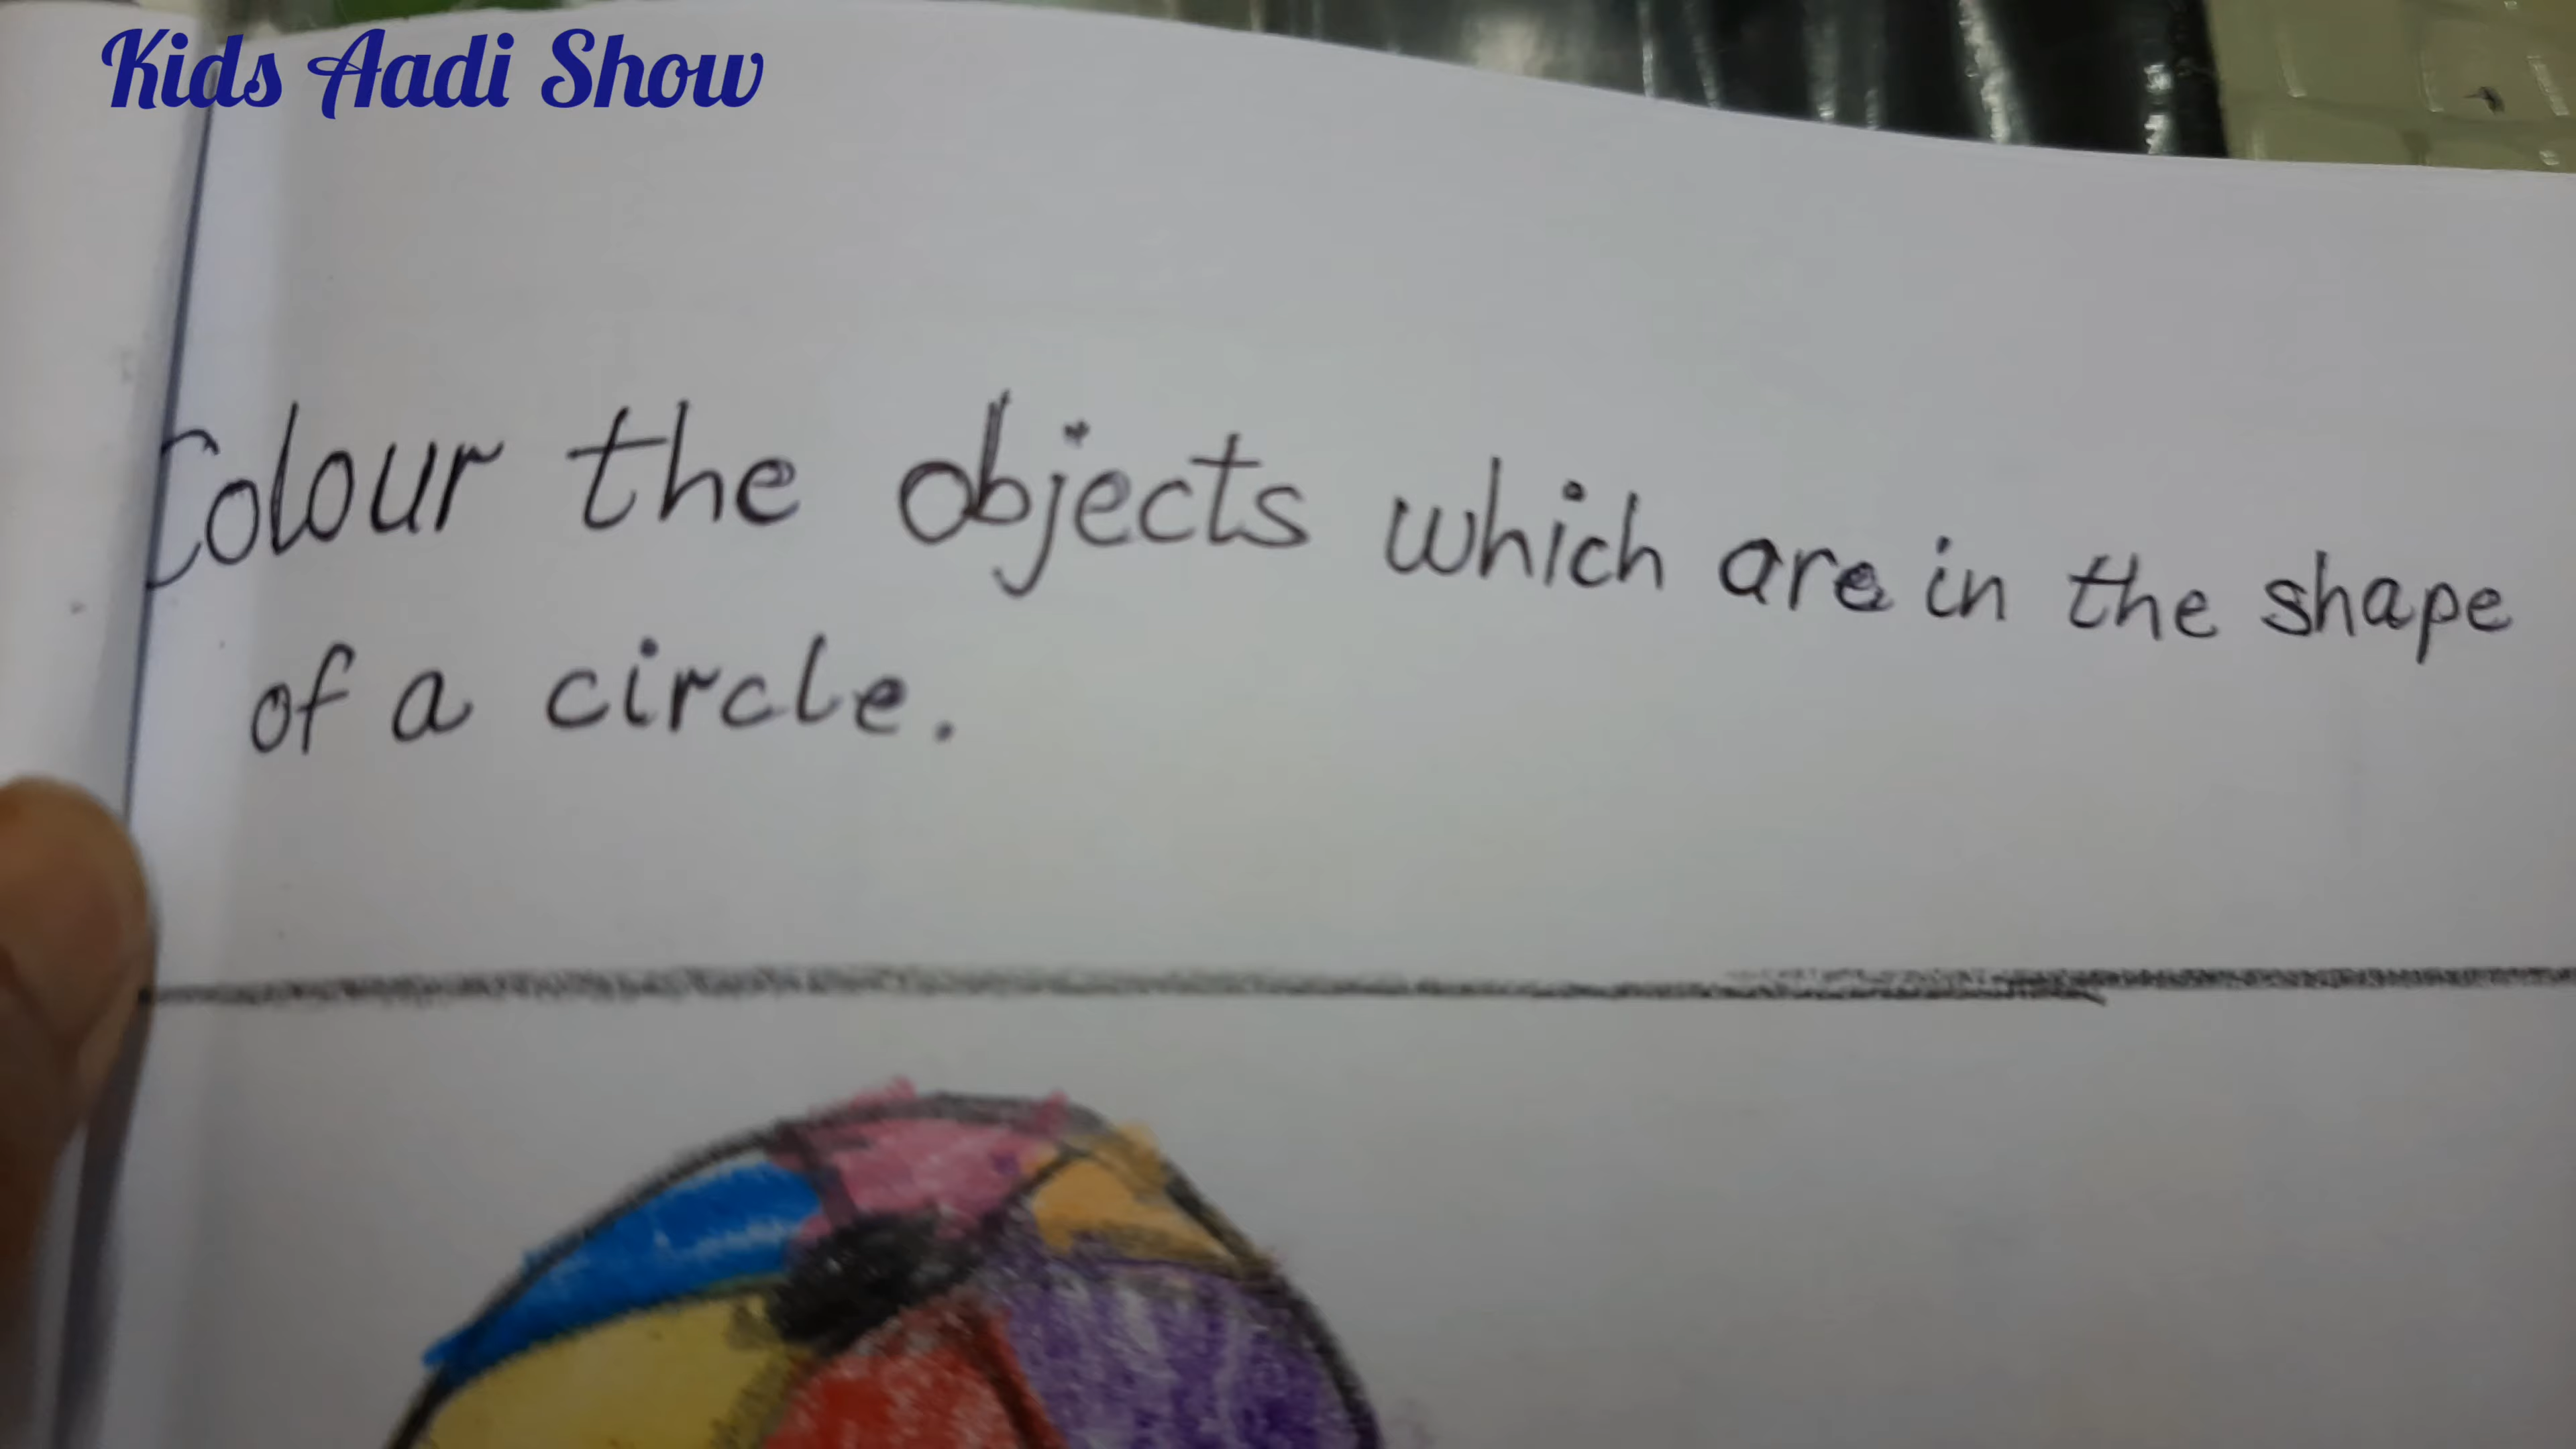 Kids Aadi Show
Colour the objects which are in the shape
of a circle.